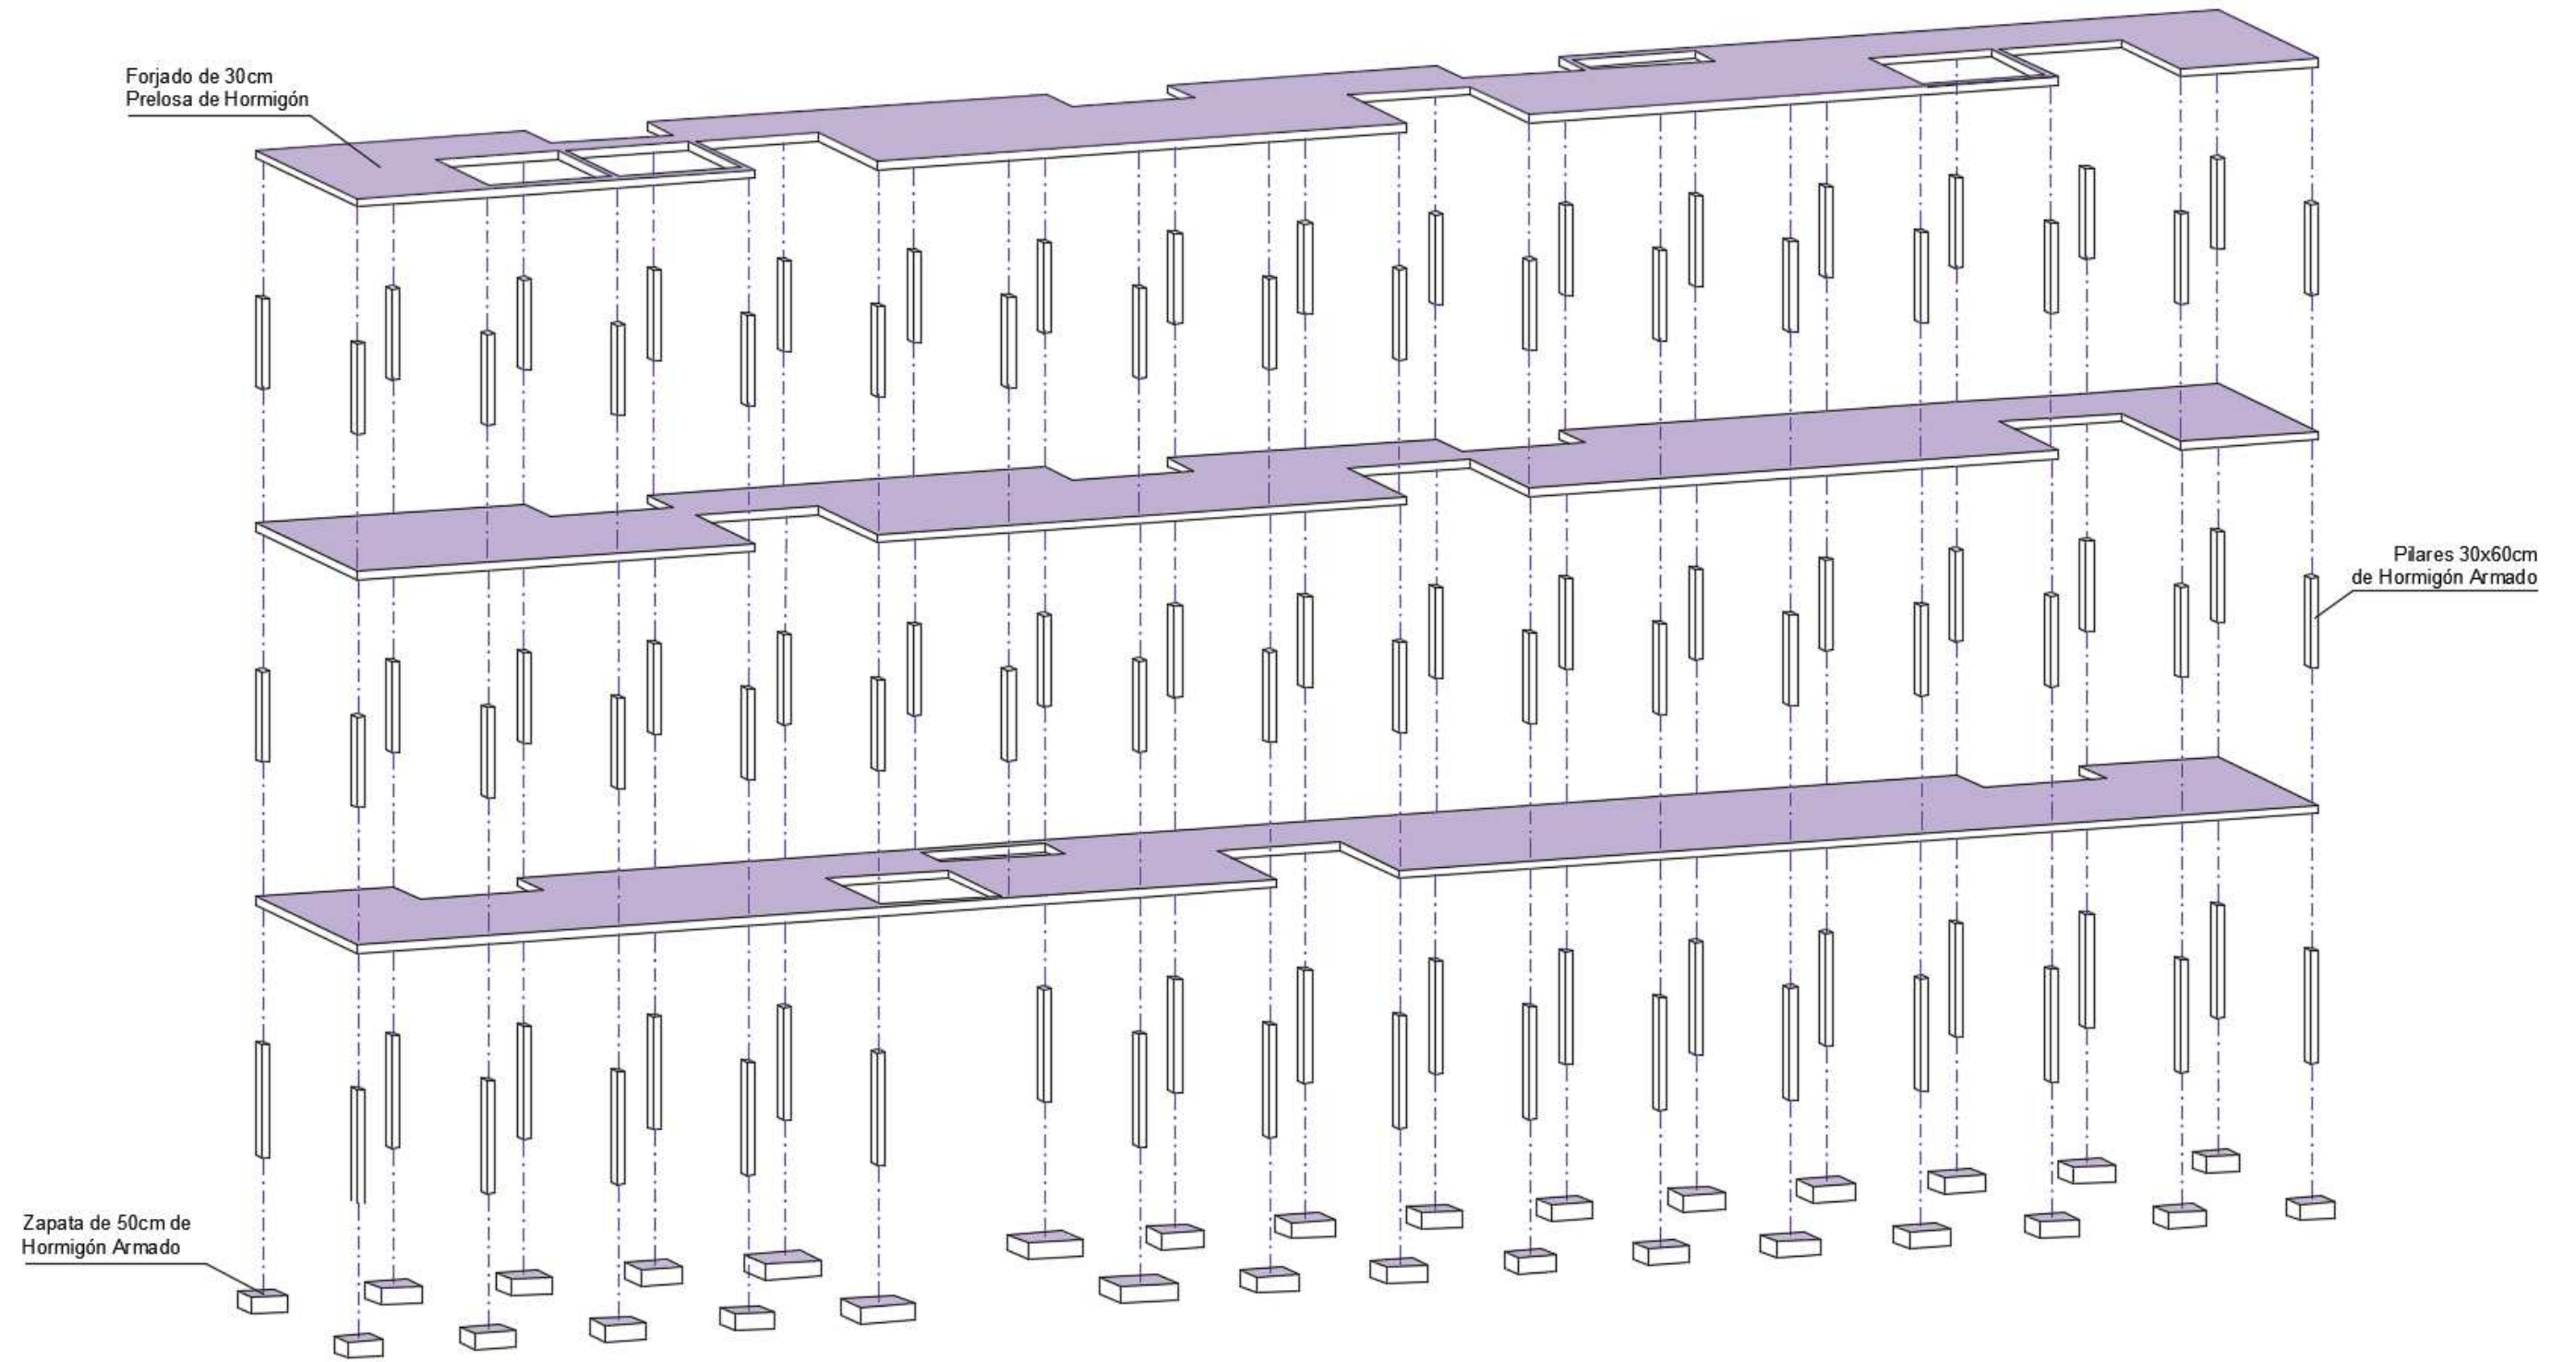 Forjado de 30cm
Prelosa de Hormigón
Pilares 30x60cm
de Hormigón Armado
Zapata de 50cm de
Hormigón Armado